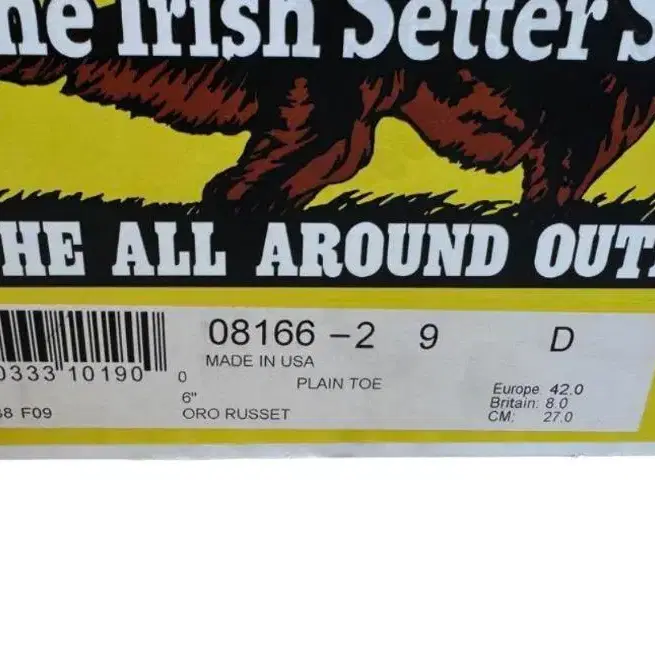 he Irish Setter S
HE ALL AROUND OUT
08166-2 9 D
MADE IN USA
0333 10190 0
PLAIN TOE
6"
Europe 42.0
Britain: 8.0
8 F09
ORO RUSSET
CM: 27.0